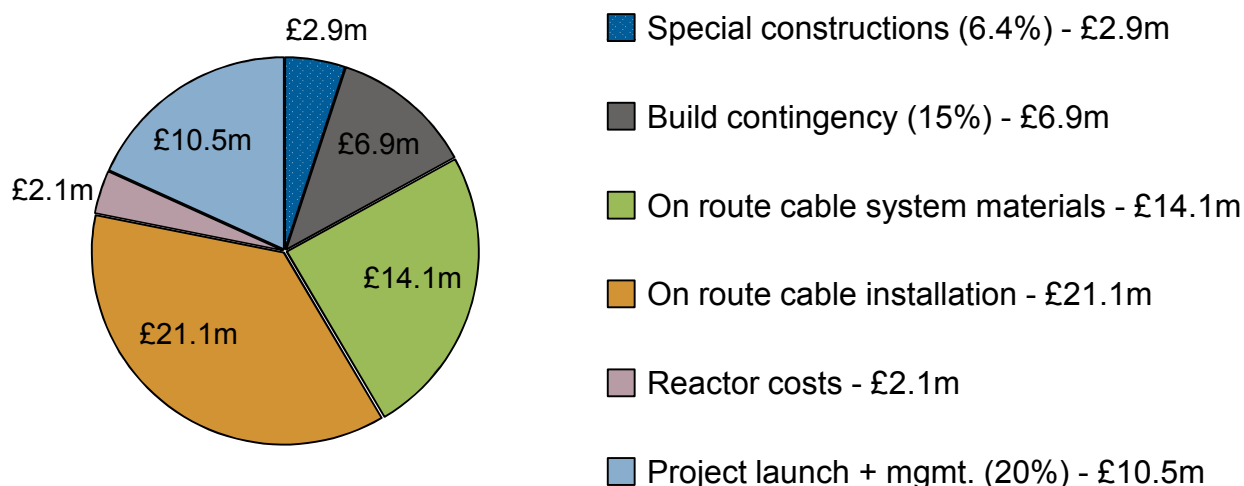 £2.9m
£6.9m
£14.1m
£21.1m
£2.1m
£10.5m
Special constructions (6.4%) - £2.9m
Build contingency (15%) - £6.9m
On route cable system materials - £14.1m
On route cable installation - £21.1m
Reactor costs - £2.1m
Project launch + mgmt. (20%) - £10.5m